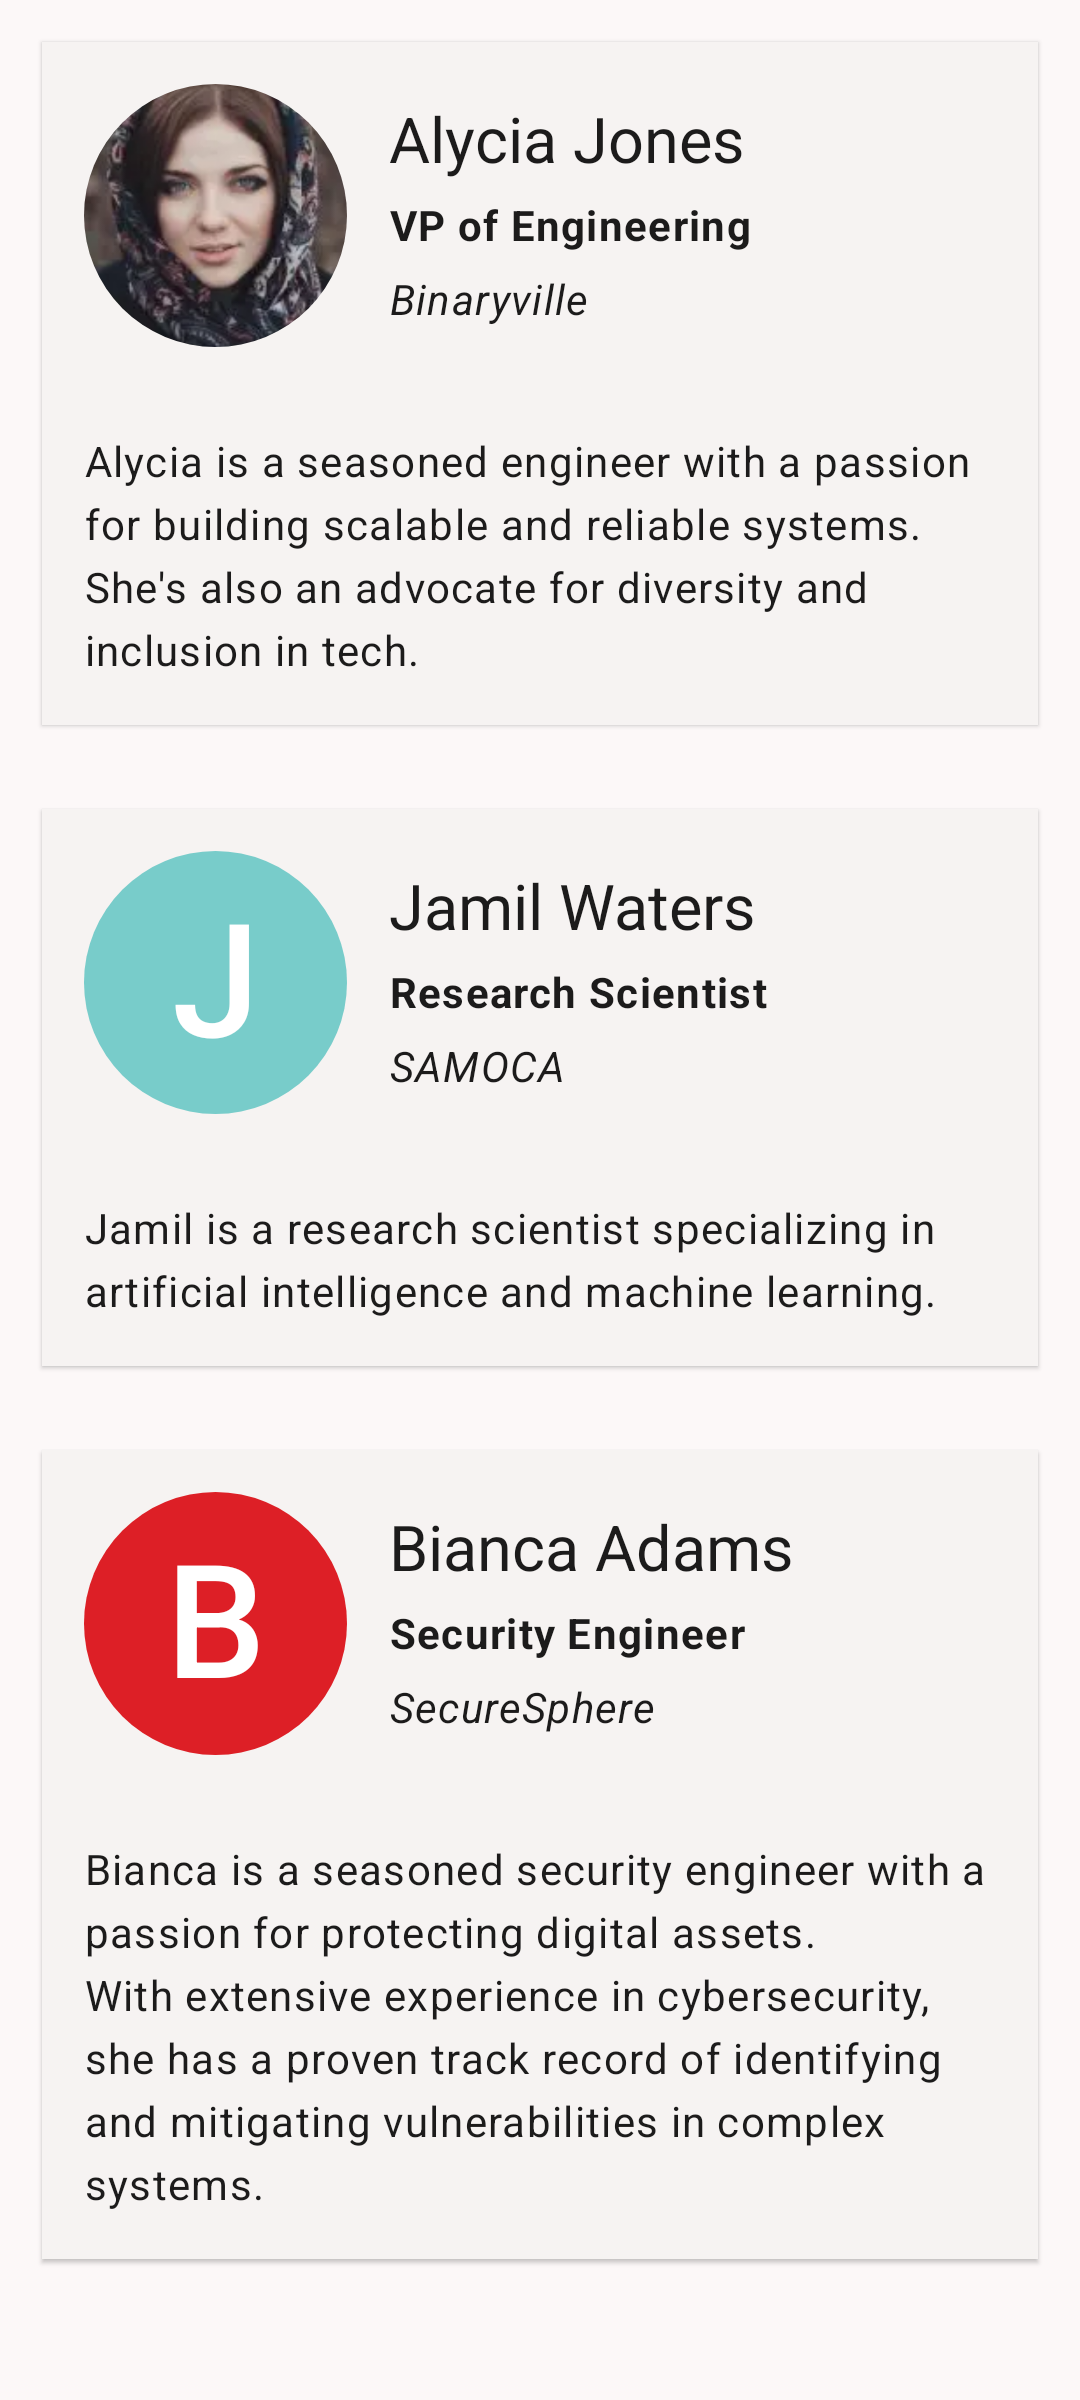 Alycia Jones
VP of Engineering
Binaryville
Alycia is a seasoned engineer with a passion
for building scalable and reliable systems.
She's also an advocate for diversity and
inclusion in tech.
J
Jamil Waters
Research Scientist
SAMOCA
Jamil is a research scientist specializing in
artificial intelligence and machine learning.
B
Bianca Adams
Security Engineer
SecureSphere
Bianca is a seasoned security engineer with a
passion for protecting digital assets.
With extensive experience in cybersecurity,
she has a proven track record of identifying
and mitigating vulnerabilities in complex
systems.